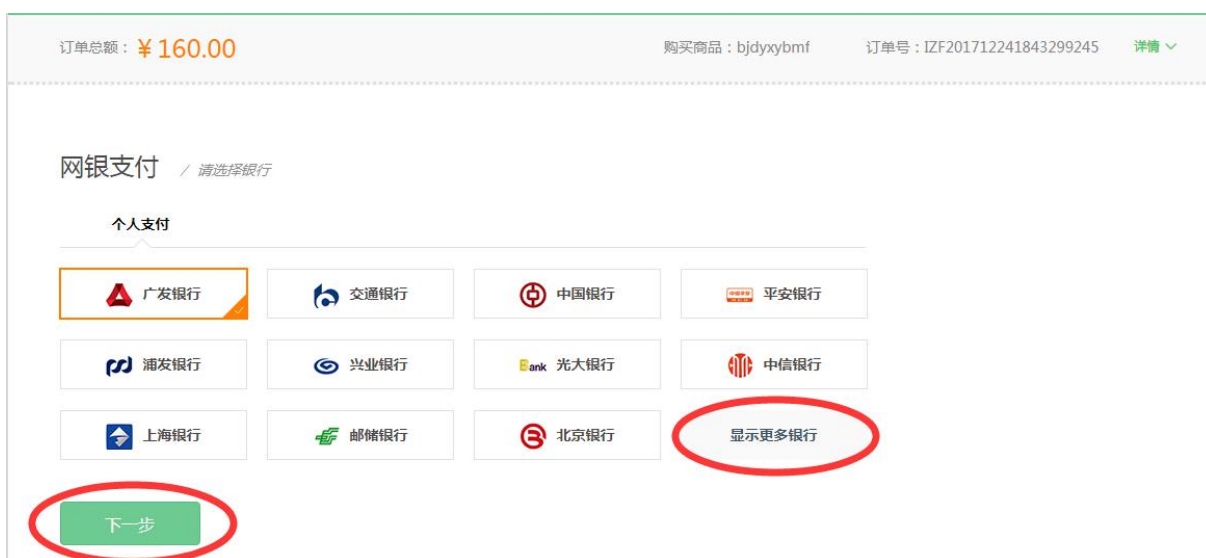 订单总额：￥160.00 购买商品：bjdyxybmf 订单号：IZF201712241843299245 详情
网银支付 / 请选择银行
个人支付
广发银行 交通银行 中国银行 平安银行
浦发银行 兴业银行 Bank 光大银行 中信银行
上海银行 邮储银行 北京银行 显示更多银行
下一步